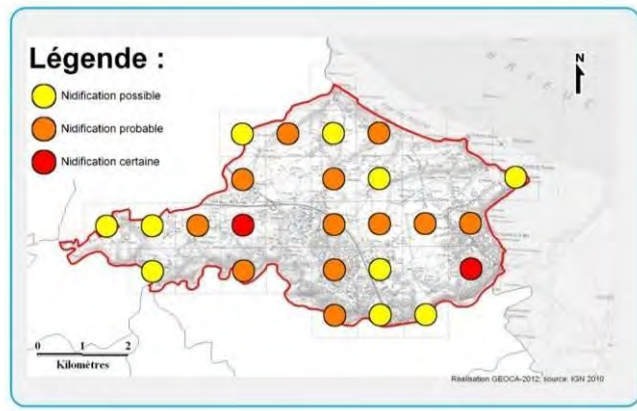 Légende :
N
Nidification possible
Nidification probable
Nidification certaine
0 1 2
Kilomètres
Réalisation GEOCA-2012; source: IGN 2010